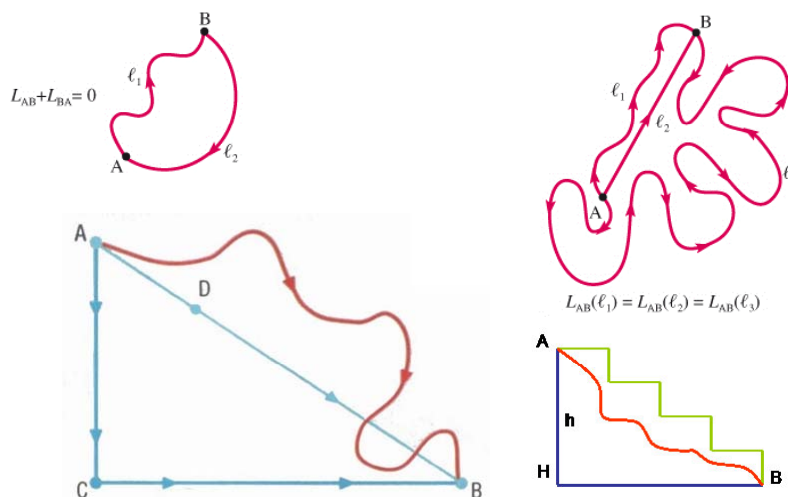 B
ℓ₁
L_AB+L_BA= 0
ℓ₂
A
B
ℓ₁
ℓ₂
ℓ
A
L_AB(ℓ₁) = L_AB(ℓ₂) = L_AB(ℓ₃)
A
D
C
B
A
h
H
B